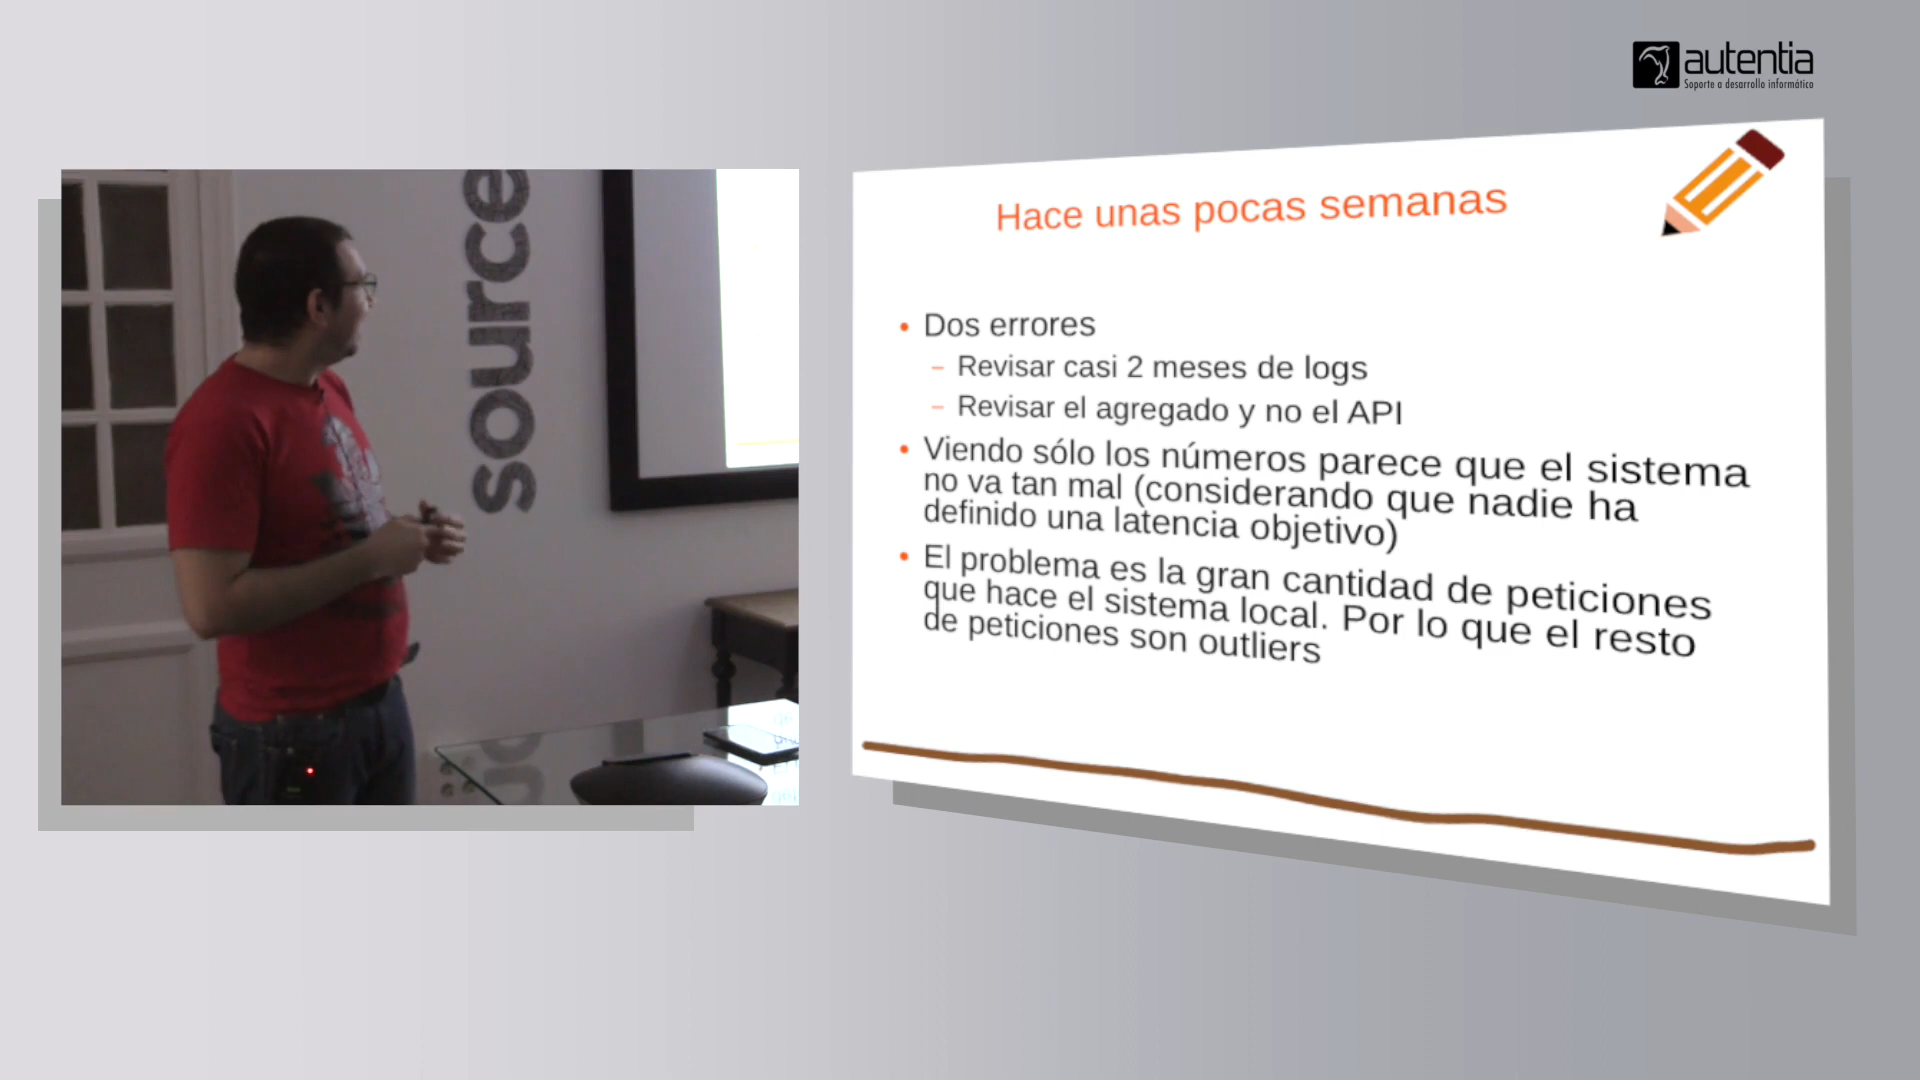 autentia
Soporte a desarrollo informático
source
Hace unas pocas semanas
• Dos errores
– Revisar casi 2 meses de logs
– Revisar el agregado y no el API
• Viendo sólo los números parece que el sistema
no va tan mal (considerando que nadie ha
definido una latencia objetivo)
• El problema es la gran cantidad de peticiones
que hace el sistema local. Por lo que el resto
de peticiones son outliers